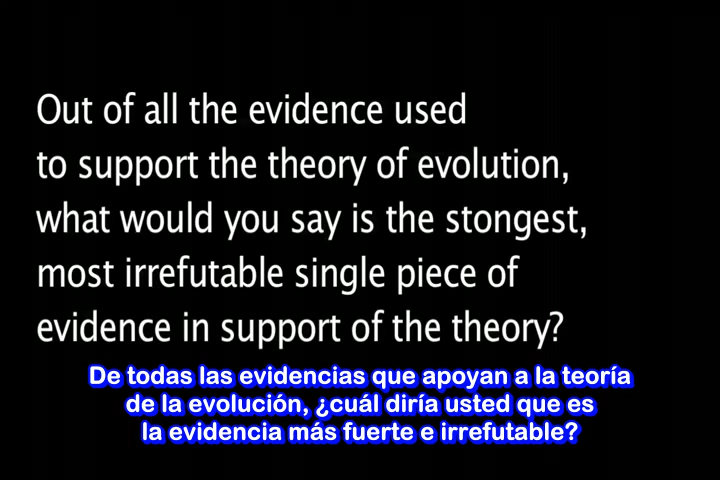 Out of all the evidence used
to support the theory of evolution,
what would you say is the stongest,
most irrefutable single piece of
evidence in support of the theory?
De todas las evidencias que apoyan a la teoría
de la evolución, ¿cuál diría usted que es
la evidencia más fuerte e irrefutable?